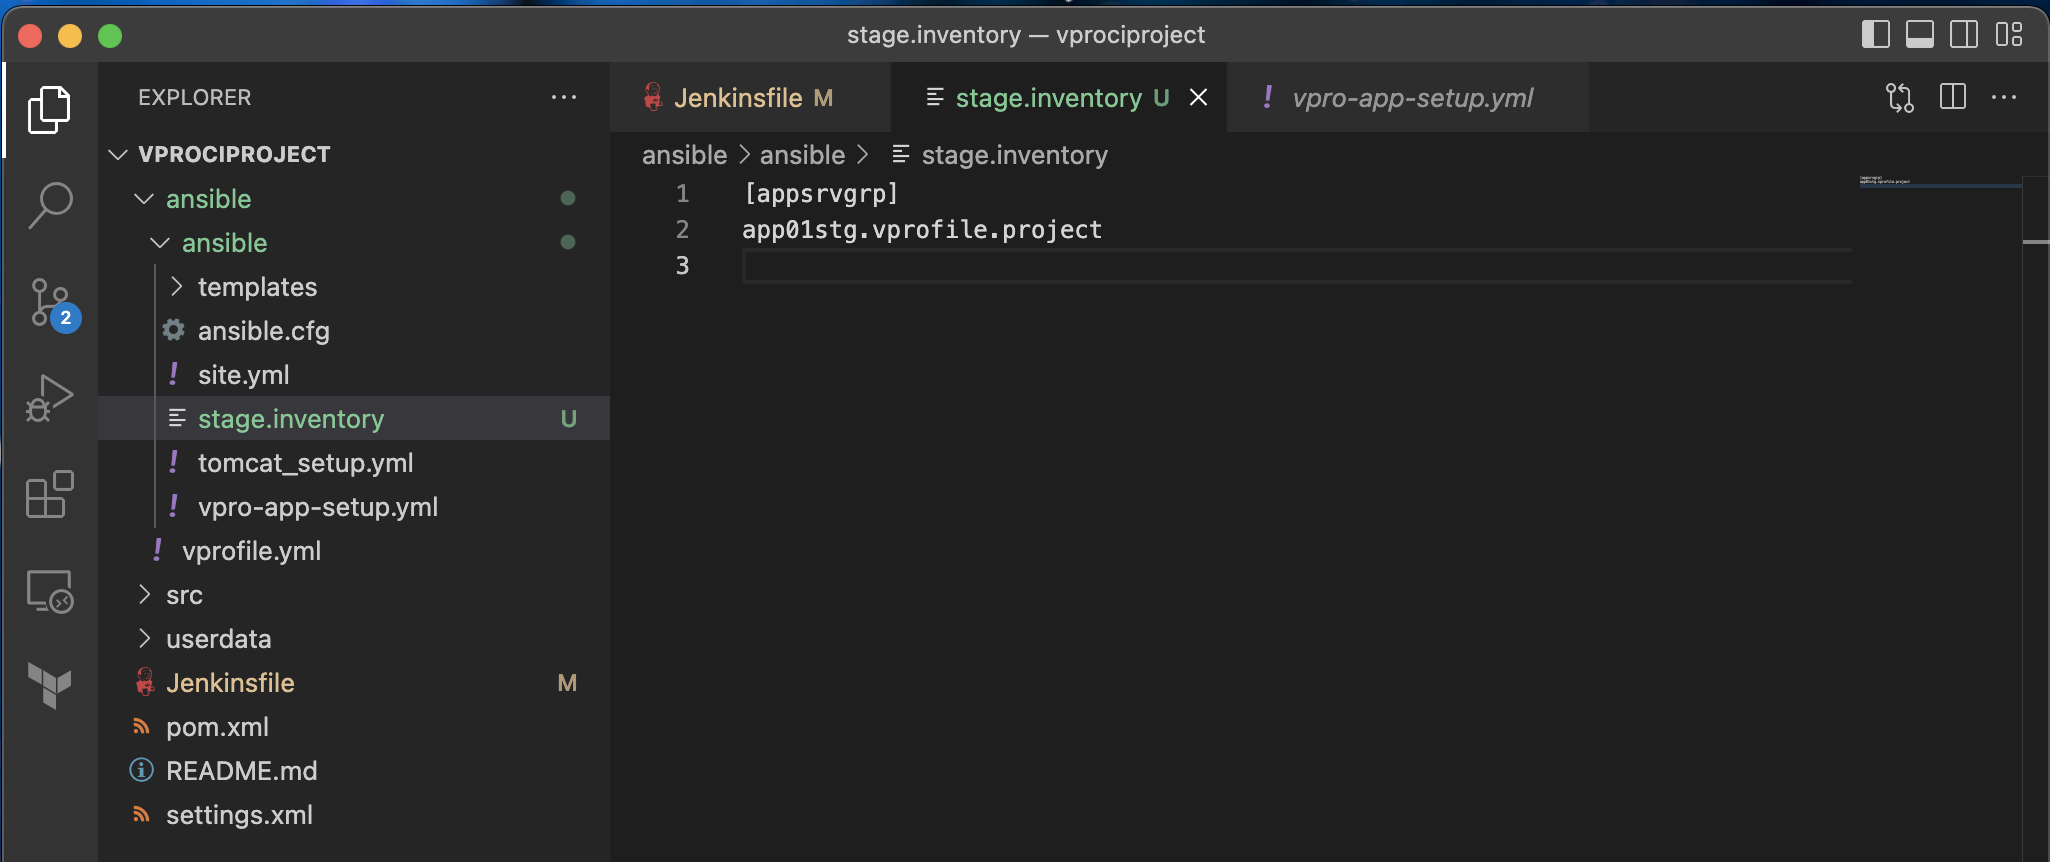 stage.inventory — vprociproject
EXPLORER
VPROCIPROJECT
ansible
ansible
templates
ansible.cfg
! site.yml
stage.inventory U
! tomcat_setup.yml
! vpro-app-setup.yml
! vprofile.yml
src
userdata
Jenkinsfile M
pom.xml
README.md
settings.xml
2
Jenkinsfile M
stage.inventory U
! vpro-app-setup.yml
ansible > ansible > stage.inventory
1 [appsrvgrp]
2 app01stg.vprofile.project
3